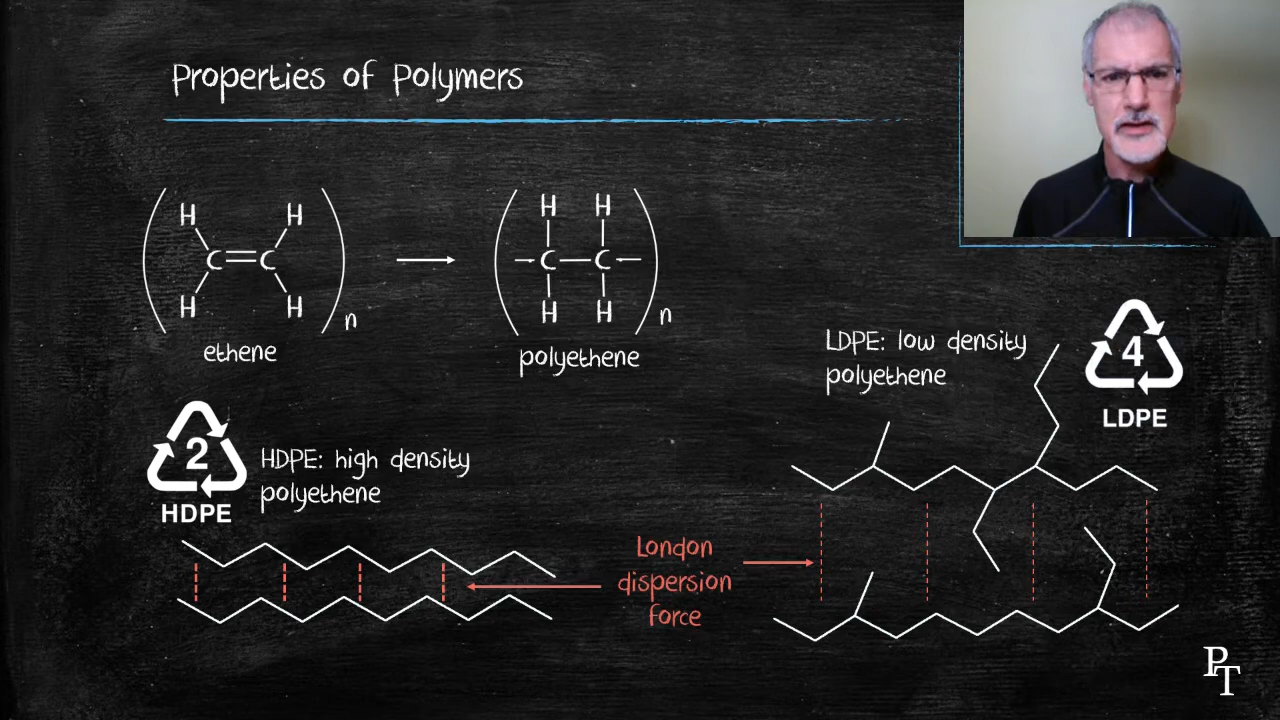 Properties of Polymers
H H
C=C
H H
n
ethene
H H
C—C
H H
n
polyethene
LDPE: low density
polyethene
4
LDPE
2
HDPE
HDPE: high density
polyethene
London
dispersion
force
PT